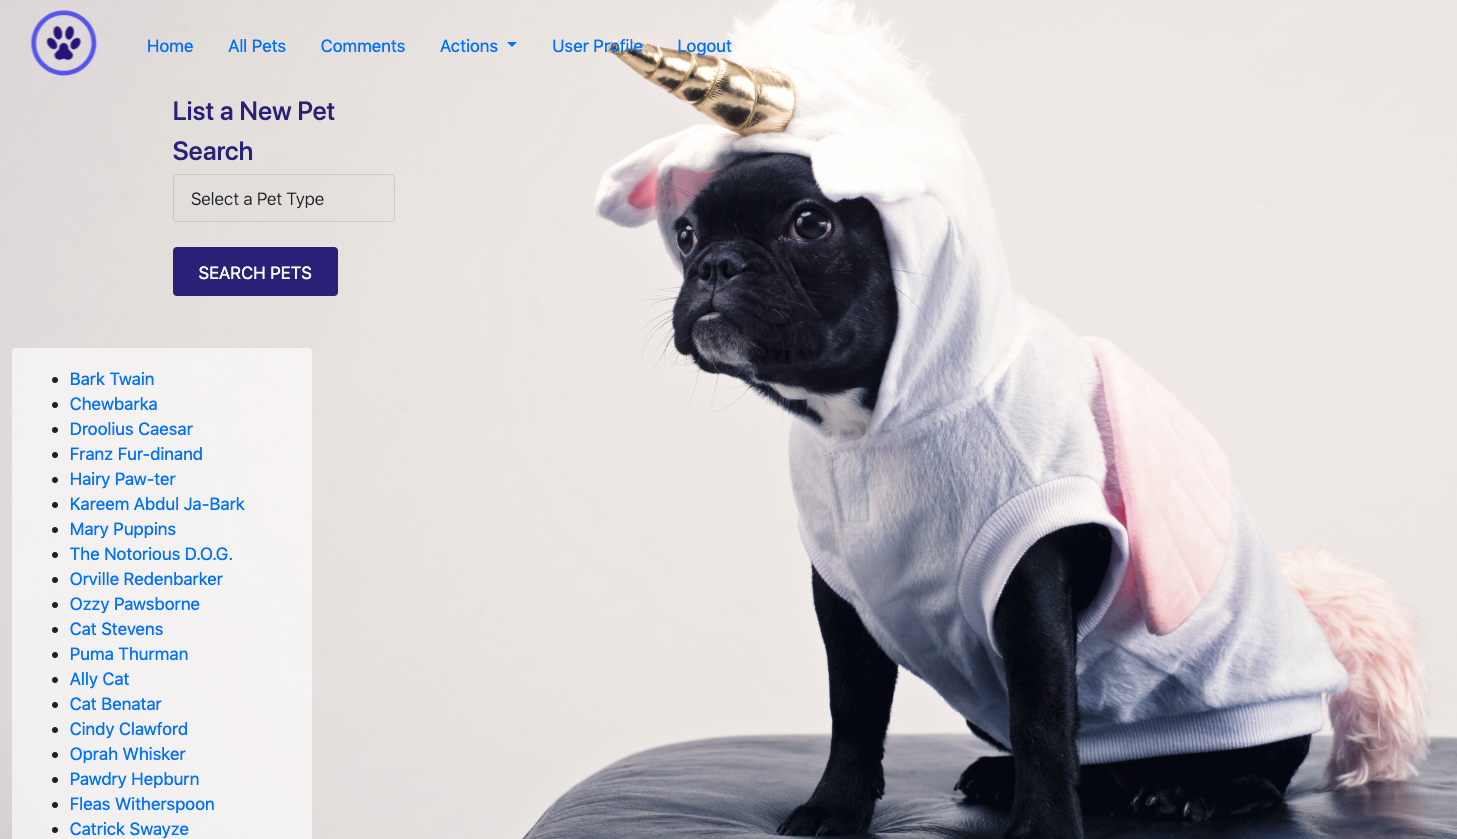 Home All Pets Comments Actions User Profile Logout
List a New Pet
Search
Select a Pet Type
SEARCH PETS
Bark Twain
Chewbarka
Droolius Caesar
Franz Fur-dinand
Hairy Paw-ter
Kareem Abdul Ja-Bark
Mary Puppins
The Notorious D.O.G.
Orville Redenbarker
Ozzy Pawsborne
Cat Stevens
Puma Thurman
Ally Cat
Cat Benatar
Cindy Clawford
Oprah Whisker
Pawdry Hepburn
Fleas Witherspoon
Catrick Swayze